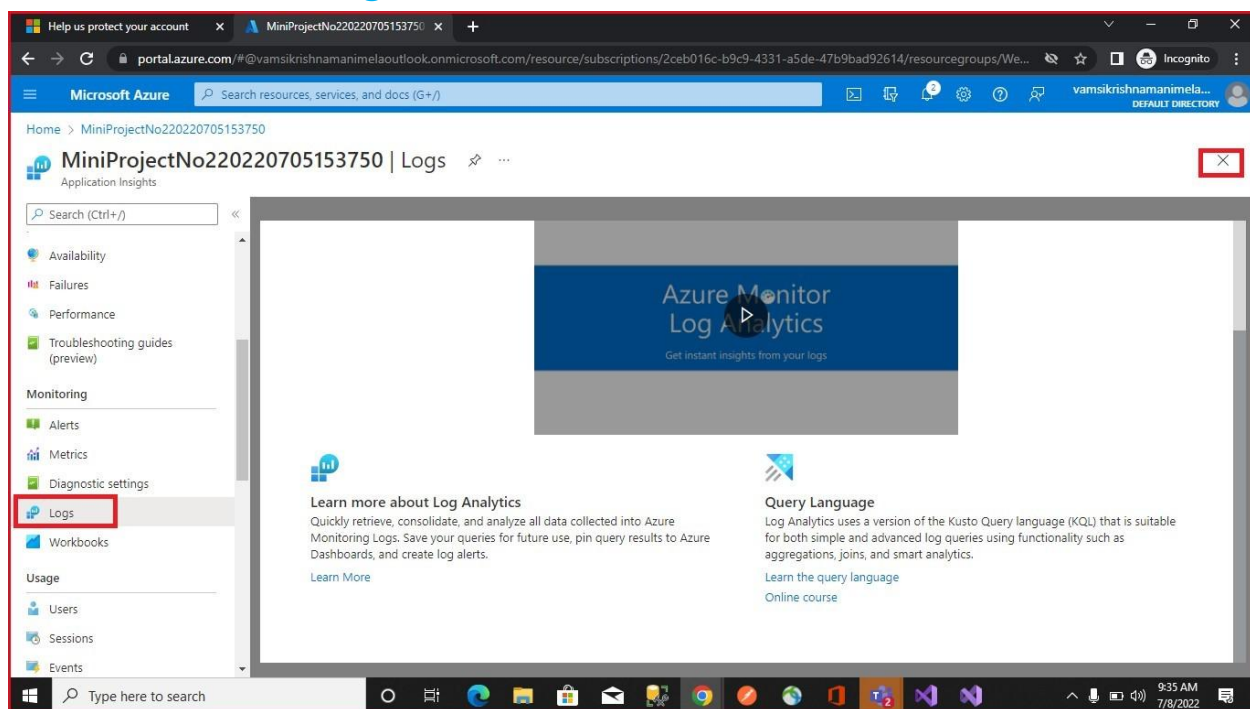 Help us protect your account
MiniProjectNo220220705153750
portal.azure.com/#@vamsikrishnamanimelaoutlook.onmicrosoft.com/resource/subscriptions/2ceb016c-b9c9-4331-a5de-47b9bad92614/resourcegroups/We...
Incognito
Microsoft Azure
Search resources, services, and docs (G+/)
2
vamsikrishnamanimela...
DEFAULT DIRECTORY
Home > MiniProjectNo220220705153750
MiniProjectNo220220705153750 | Logs
Application Insights
Search (Ctrl+/)
Availability
Failures
Performance
Troubleshooting guides
(preview)
Monitoring
Alerts
Metrics
Diagnostic settings
Logs
Workbooks
Usage
Users
Sessions
Events
Azure Monitor
Log Analytics
Get instant insights from your logs
Learn more about Log Analytics
Quickly retrieve, consolidate, and analyze all data collected into Azure
Monitoring Logs. Save your queries for future use, pin query results to Azure
Dashboards, and create log alerts.
Learn More
Query Language
Log Analytics uses a version of the Kusto Query language (KQL) that is suitable
for both simple and advanced log queries using functionality such as
aggregations, joins, and smart analytics.
Learn the query language
Online course
Type here to search
2
9:35 AM
7/8/2022